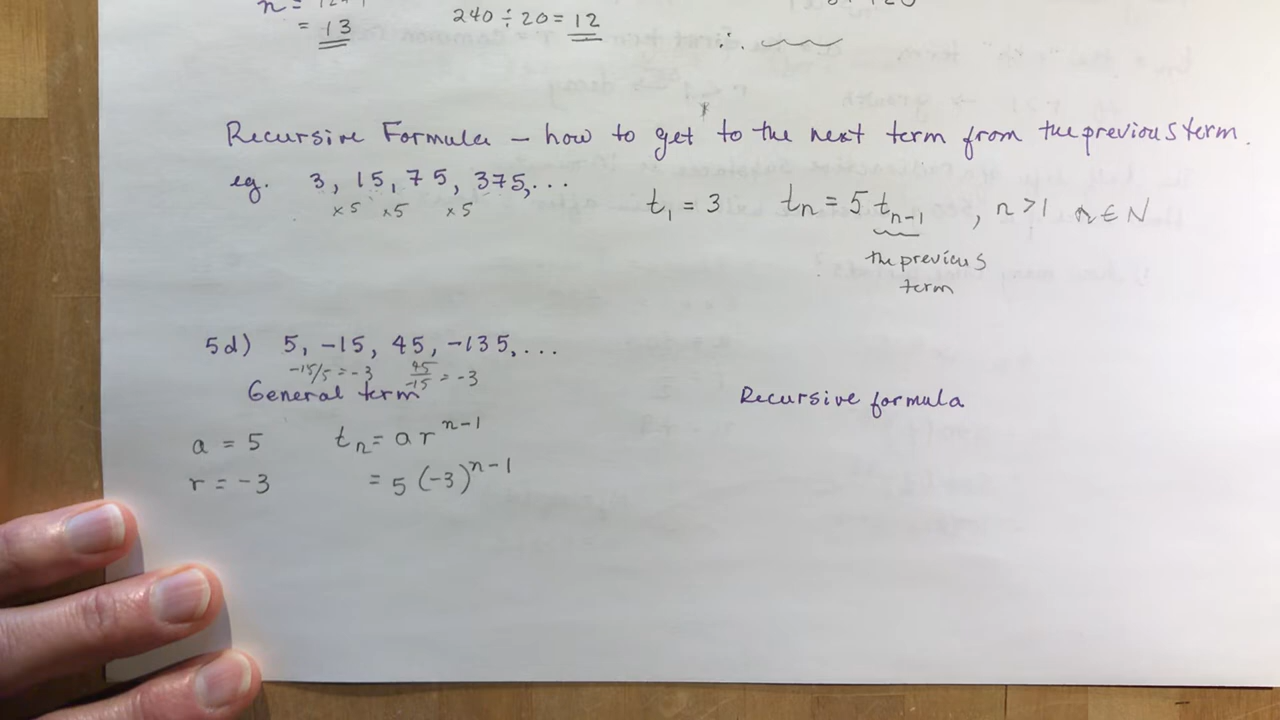 n =
= 13
240 ÷ 20 = 12
∴
Recursive Formula – how to get to the next term from the previous term.
eg. 3, 15, 75, 375, ...
×5 ×5 ×5
t₁ = 3 tₙ = 5 tₙ₋₁ , n > 1 n ∈ N
the previous
term
5d) 5, -15, 45, -135, ...
-15/5 = -3 45/-15 = -3
General term
Recursive formula
a = 5 tₙ = a r^(n-1)
r = -3 = 5 (-3)^(n-1)